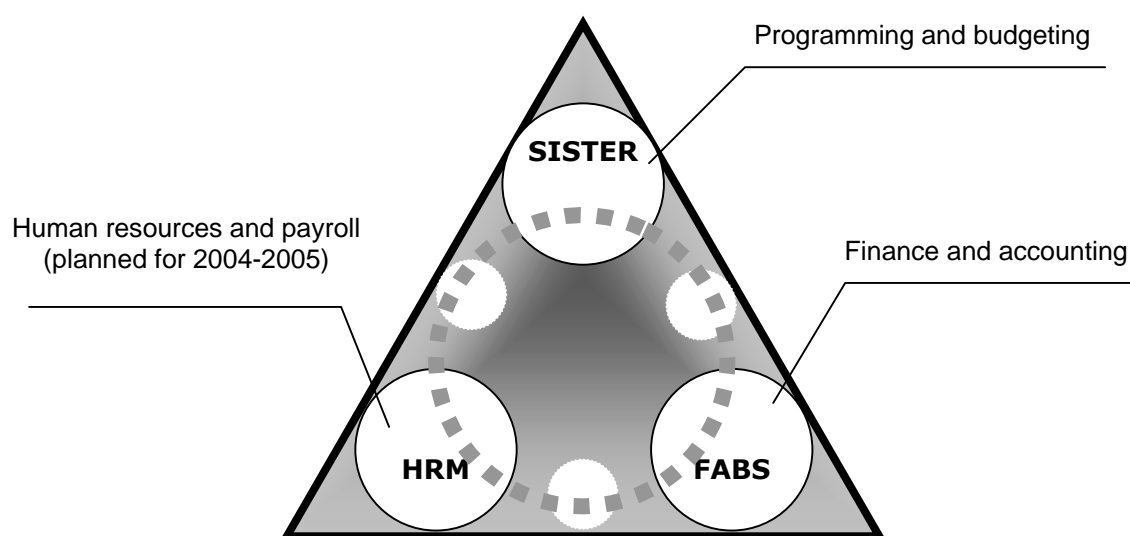 Programming and budgeting
SISTER
Human resources and payroll
(planned for 2004-2005)
Finance and accounting
HRM
FABS